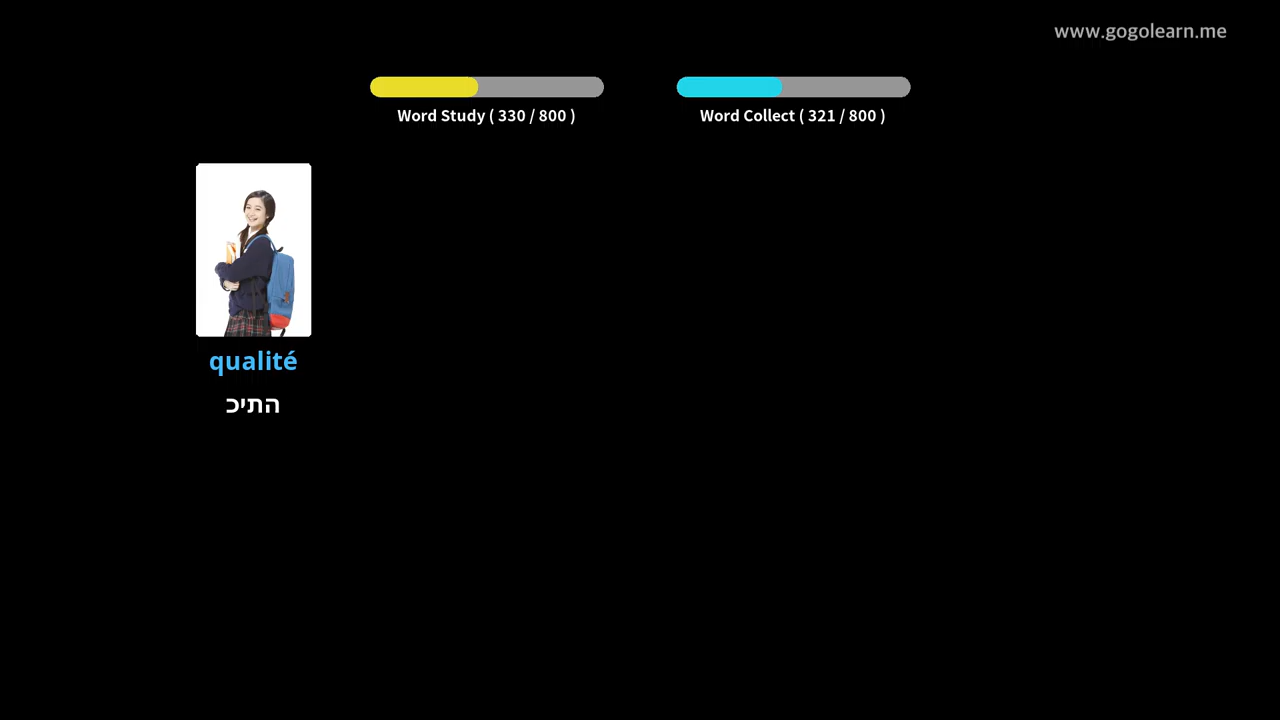 www.gogolearn.me
Word Study ( 330 / 800 )
Word Collect ( 321 / 800 )
qualité
התיכ